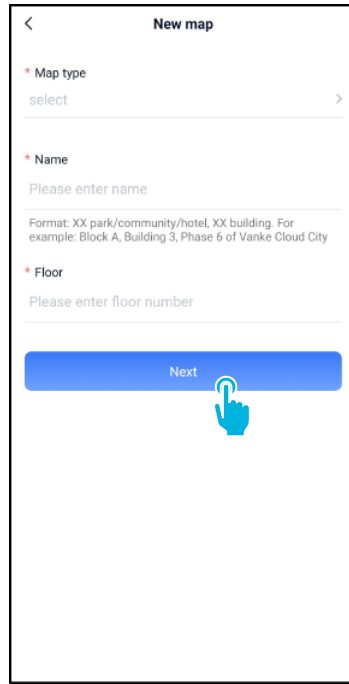 New map
* Map type
select
* Name
Please enter name
Format: XX park/community/hotel, XX building. For
example: Block A, Building 3, Phase 6 of Vanke Cloud City
* Floor
Please enter floor number
Next